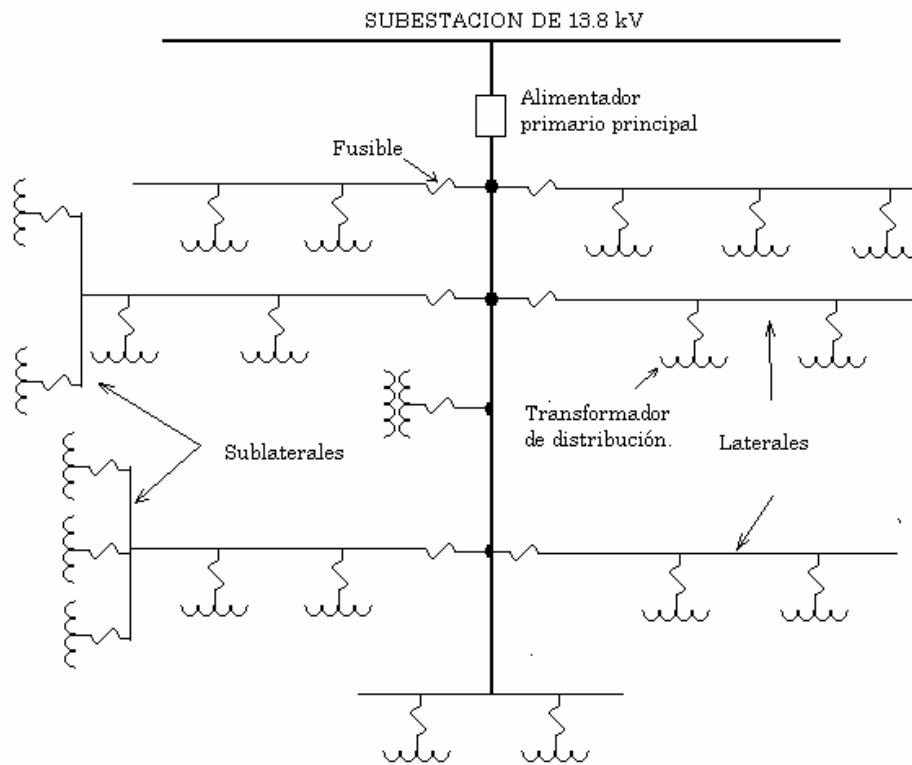 SUBESTACION DE 13.8 kV
Alimentador
primario principal
Fusible
Transformador
de distribución.
Laterales
Sublaterales